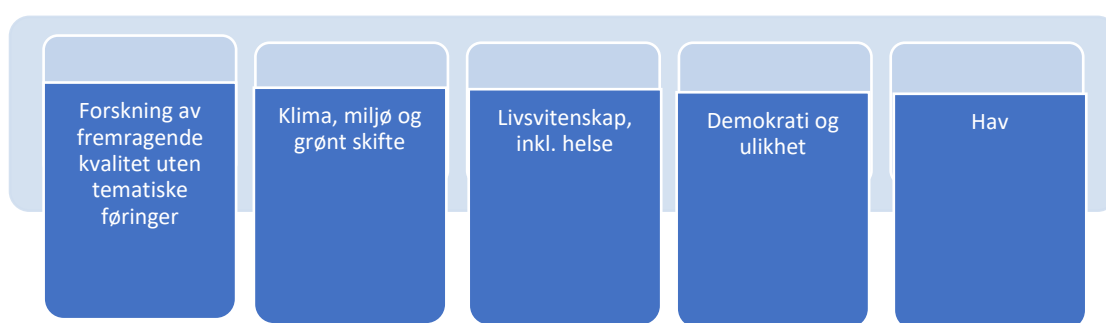 Forskning av
fremragende
kvalitet uten
tematiske
føringer
Klima, miljø og
grønt skifte
Livsvitenskap,
inkl. helse
Demokrati og
ulikhet
Hav